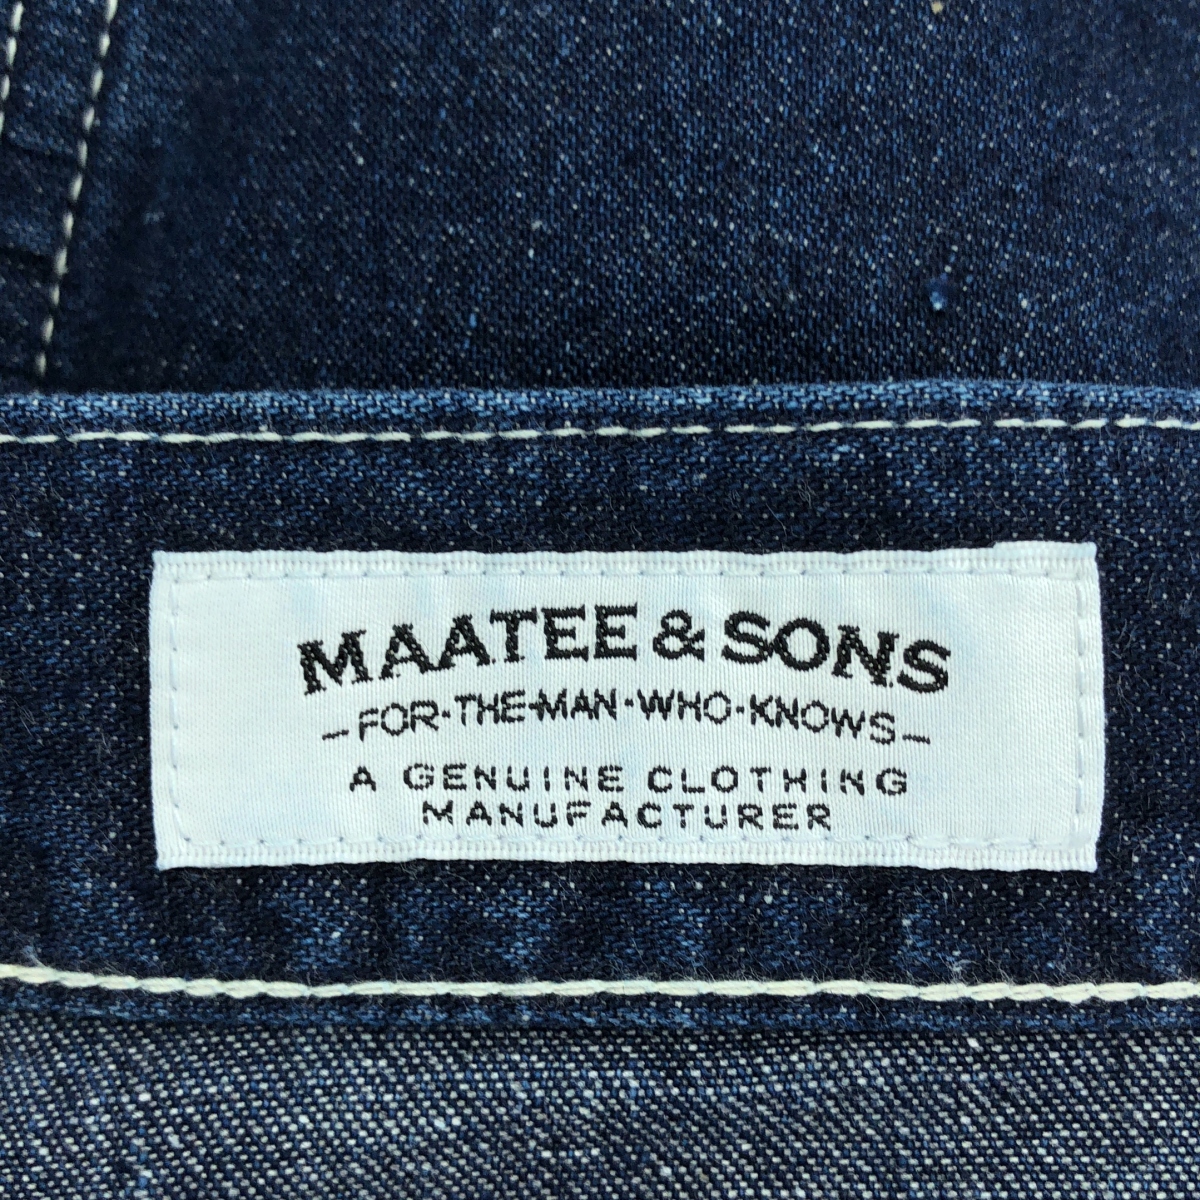 MAATEE & SONS
-FOR·THE·MAN·WHO·KNOWS-
A GENUINE CLOTHING
MANUFACTURER